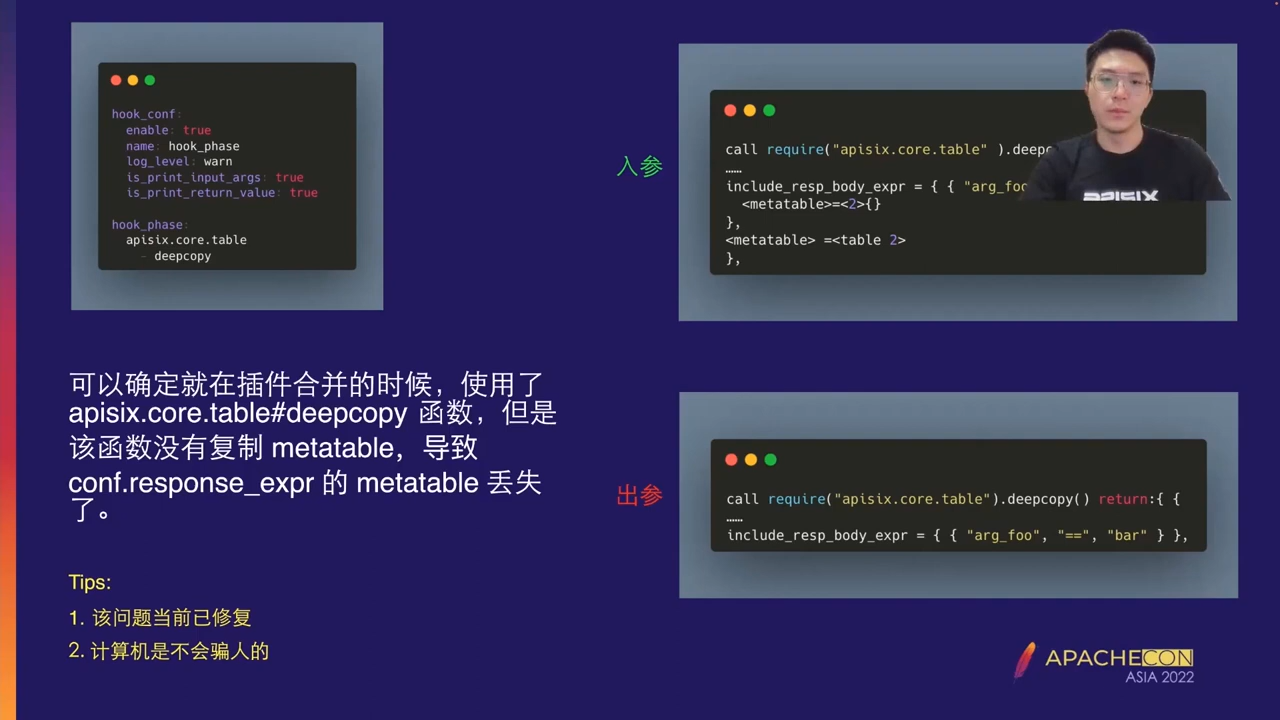 hook_conf:
enable: true
name: hook_phase
log_level: warn
is_print_input_args: true
is_print_return_value: true
hook_phase:
apisix.core.table
- deepcopy
可以确定就在插件合并的时候，使用了
apisix.core.table#deepcopy 函数，但是
该函数没有复制 metatable，导致
conf.response_expr 的 metatable 丢失
了。
Tips:
1. 该问题当前已修复
2. 计算机是不会骗人的
入参
call require("apisix.core.table" ).deepc
……
include_resp_body_expr = { { "arg_foo
<metatable>=<2>{}
},
<metatable> =<table 2>
},
APISIX
出参
call require("apisix.core.table").deepcopy() return:{ {
……
include_resp_body_expr = { { "arg_foo", "==", "bar" } },
APACHECON
ASIA 2022